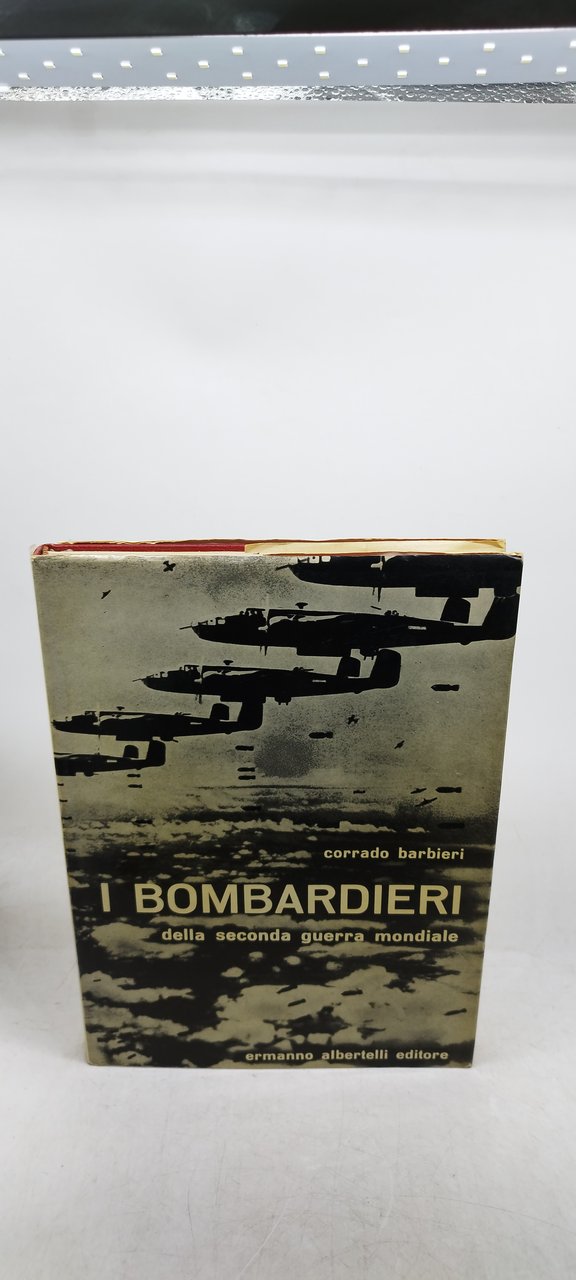 corrado barbieri
I BOMBARDIERI
della seconda guerra mondiale
ermanno albertelli editore